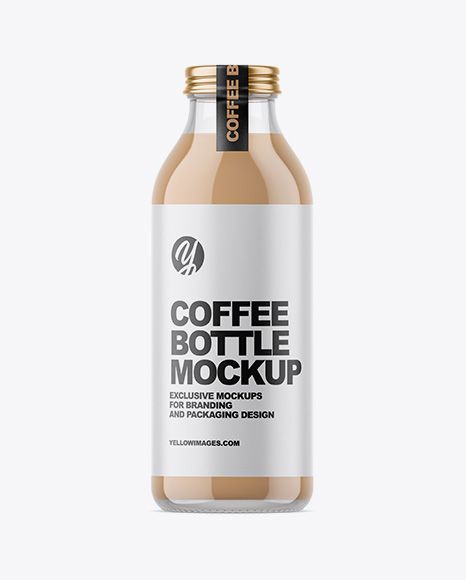 COFFEE B
COFFEE
BOTTLE
MOCKUP
EXCLUSIVE MOCKUPS
FOR BRANDING
AND PACKAGING DESIGN
YELLOWIMAGES.COM